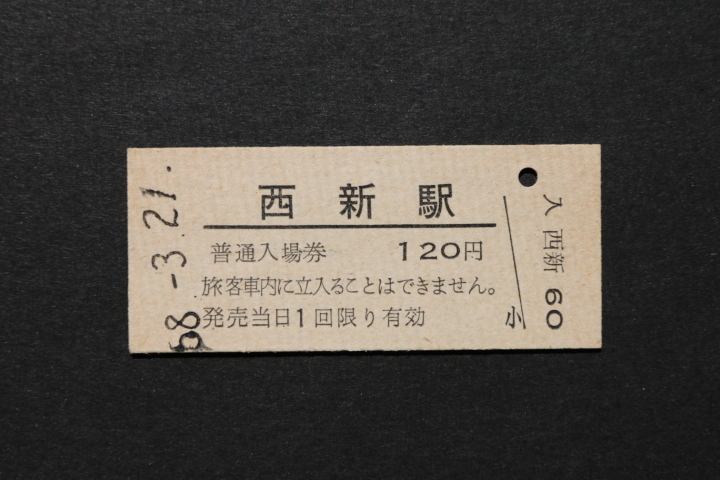 西新駅
普通入場券 120円
旅客車内に立入ることはできません。
発売当日1回限り有効
小
入 西新 60
58-3.21.